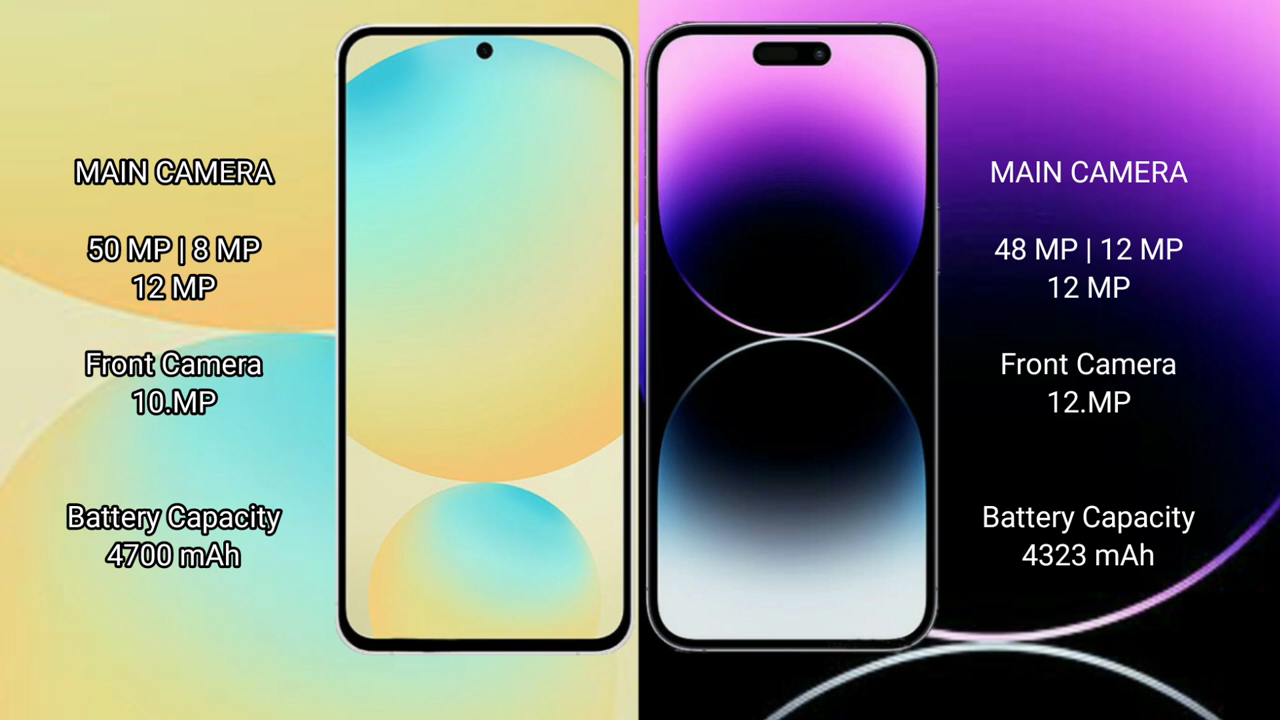 MAIN CAMERA
50 MP | 8 MP
12 MP
Front Camera
10.MP
Battery Capacity
4700 mAh
MAIN CAMERA
48 MP | 12 MP
12 MP
Front Camera
12.MP
Battery Capacity
4323 mAh